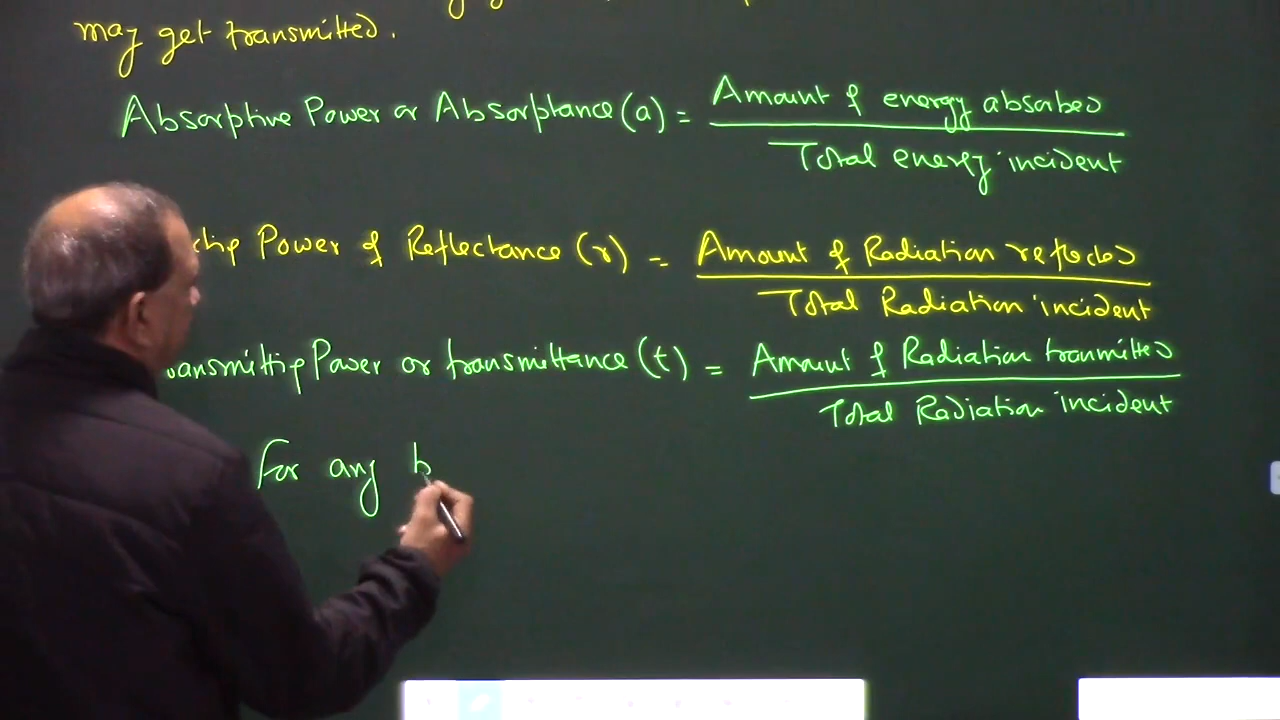 may get transmitted.
Absorptive Power or Absorptance (a) = Amount of energy absorbed
Total energy incident
Power of Reflectance (r) = Amount of Radiation reflected
Total Radiation incident
Power or transmittance (t) = Amount of Radiation tranmitted
Total Radiation incident
For any b